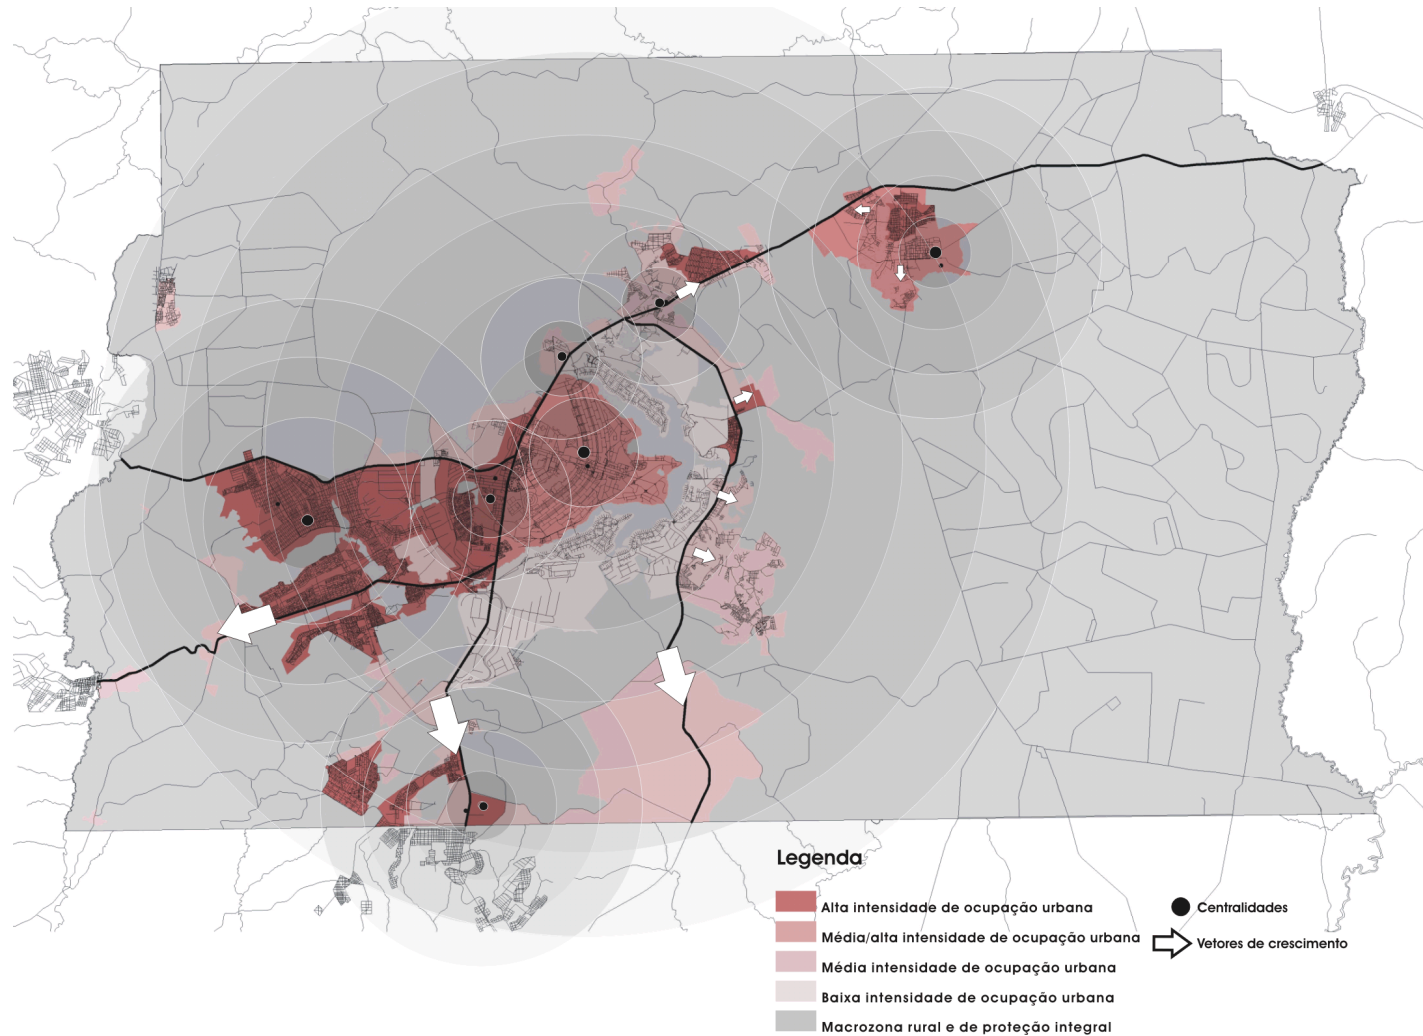 Legenda
Alta intensidade de ocupação urbana
Média/alta intensidade de ocupação urbana
Média intensidade de ocupação urbana
Baixa intensidade de ocupação urbana
Macrozona rural e de proteção integral
Centralidades
Vetores de crescimento